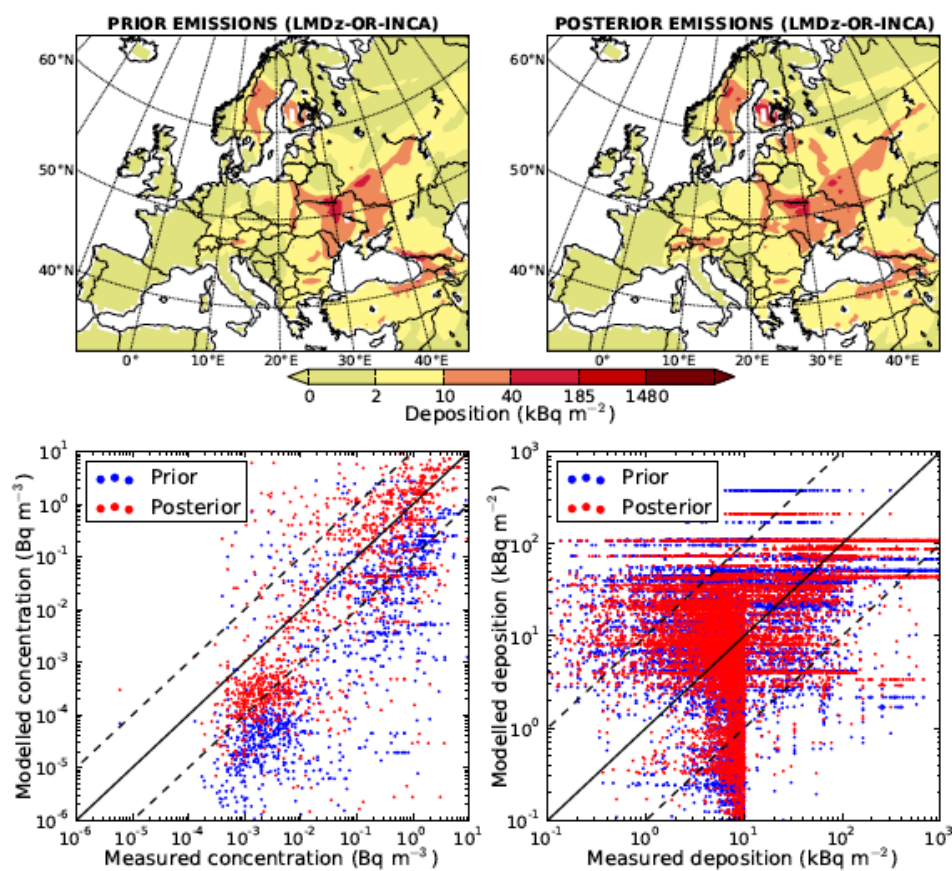 PRIOR EMISSIONS (LMDz-OR-INCA)
POSTERIOR EMISSIONS (LMDz-OR-INCA)
60°N
50°N
40°N
0°
10°E
20°E
30°E
40°E
60°N
50°N
40°N
0°
10°E
20°E
30°E
40°E
0
2
10
40
185
1480
Deposition (kBq m⁻²)
Modelled concentration (Bq m⁻³)
10¹
10⁰
10⁻¹
10⁻²
10⁻³
10⁻⁴
10⁻⁵
10⁻⁶
Prior
Posterior
10⁻⁶
10⁻⁵
10⁻⁴
10⁻³
10⁻²
10⁻¹
10⁰
10¹
Measured concentration (Bq m⁻³)
Modelled deposition (kBq m⁻²)
10³
10²
10¹
10⁰
10⁻¹
Prior
Posterior
10⁻¹
10⁰
10¹
10²
10³
Measured deposition (kBq m⁻²)